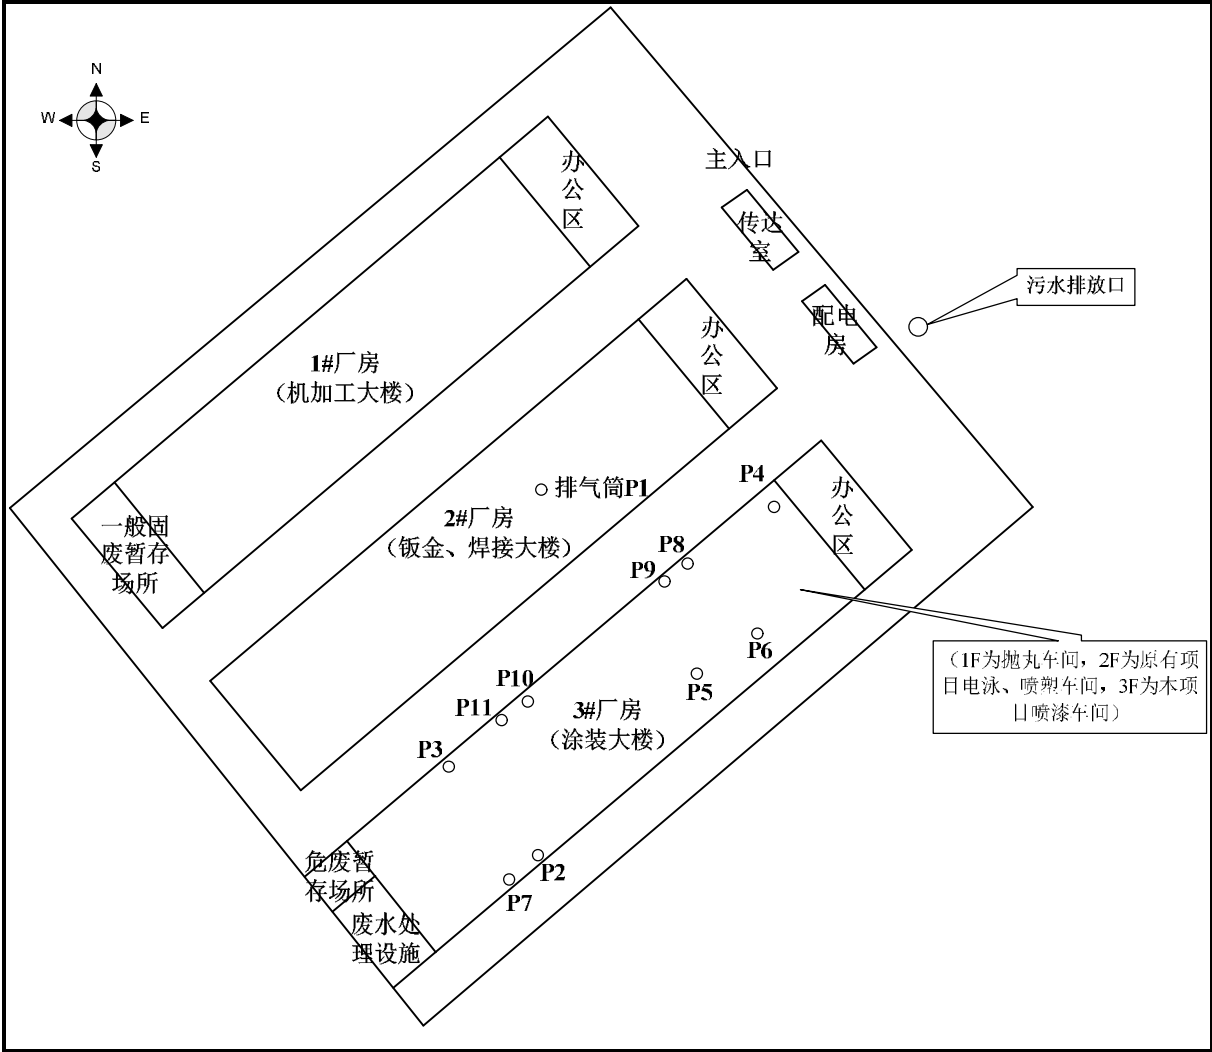 N
W
E
S
主入口
办
公
区
传达
室
污水排放口
配电
房
1#厂房
（机加工大楼）
办
公
区
P4
排气筒P1
办
公
区
2#厂房
（钣金、焊接大楼）
一般固
废暂存
场所
P8
P9
P6
（1F为抛丸车间，2F为原有项
目电泳、喷塑车间，3F为本项
目喷漆车间）
P10
P5
P11
3#厂房
（涂装大楼）
P3
危废暂
存场所
P2
P7
废水处
理设施